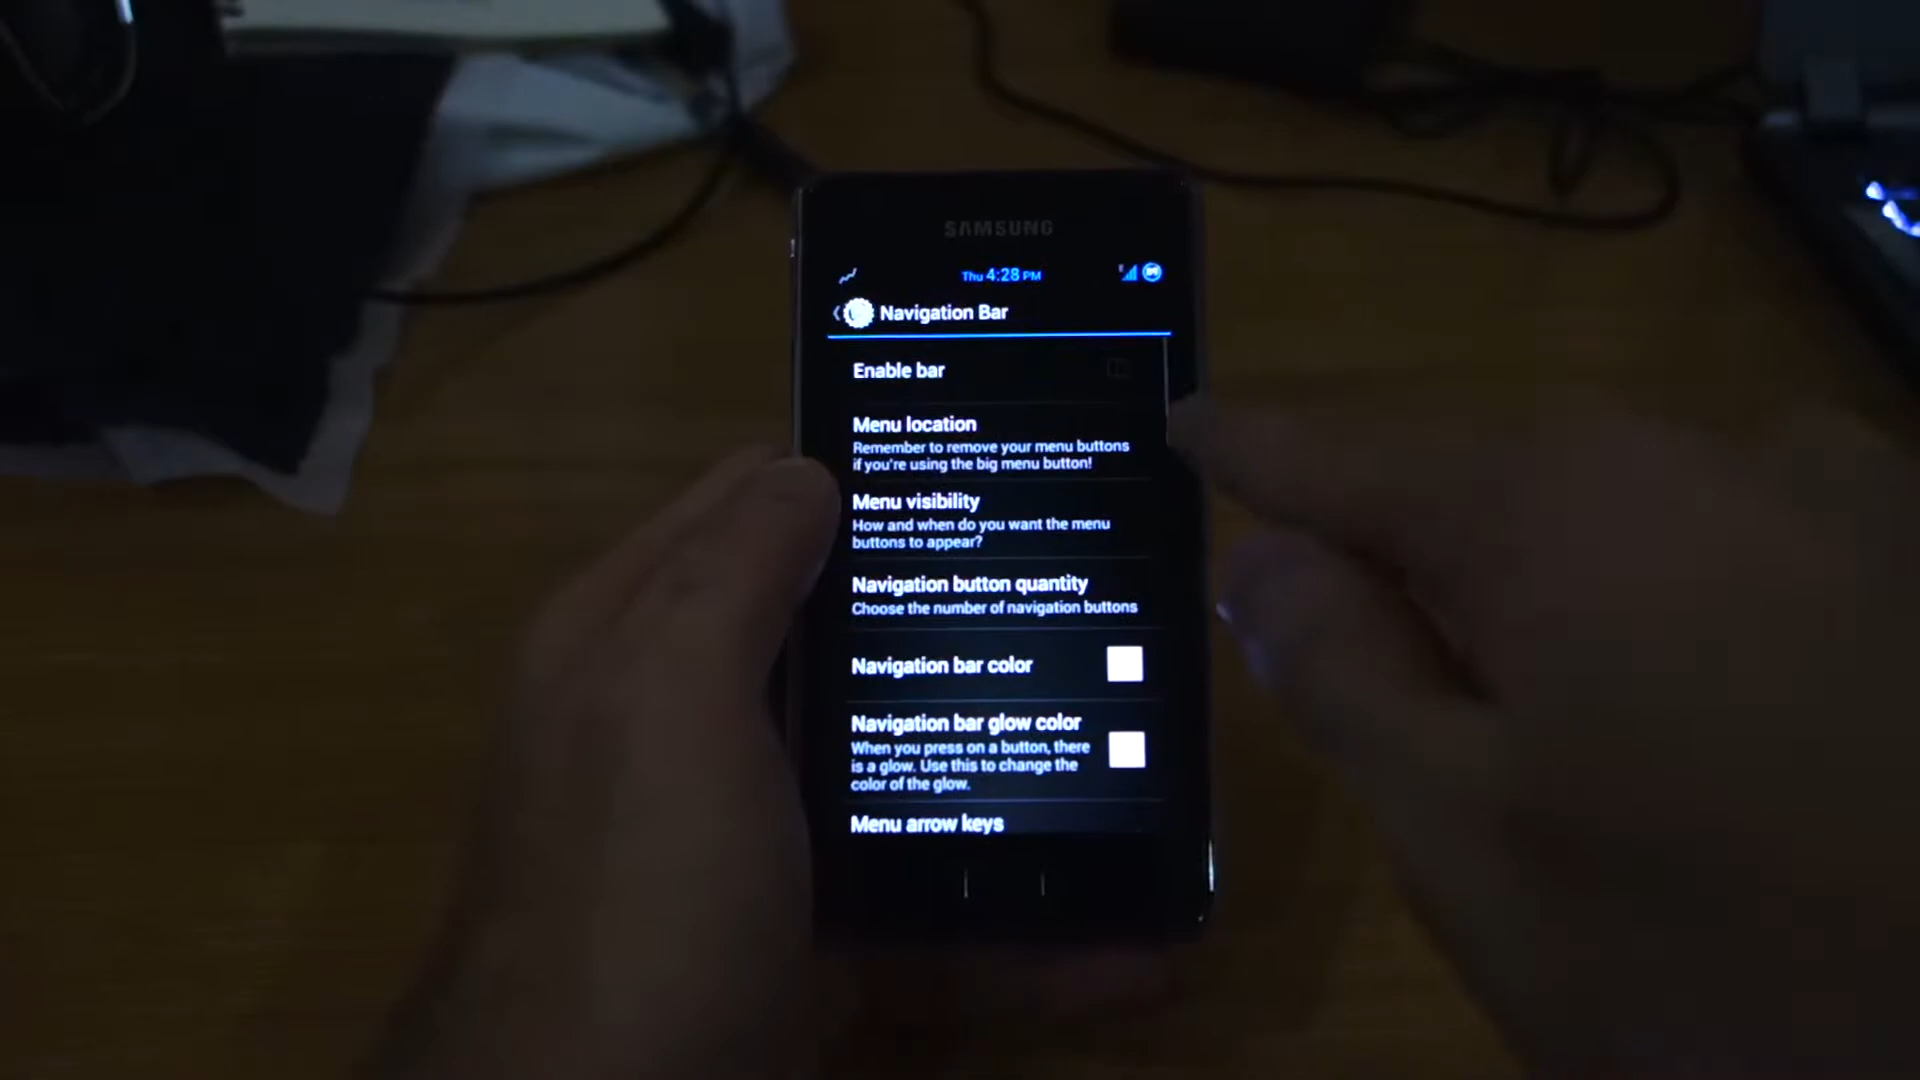 SAMSUNG
Thu 4:28 PM
Navigation Bar
Enable bar
Menu location
Remember to remove your menu buttons
if you're using the big menu button!
Menu visibility
How and when do you want the menu
buttons to appear?
Navigation button quantity
Choose the number of navigation buttons
Navigation bar color
Navigation bar glow color
When you press on a button, there
is a glow. Use this to change the
color of the glow.
Menu arrow keys